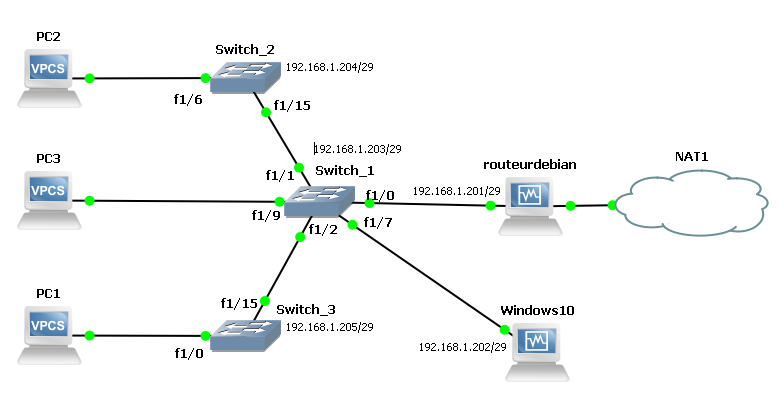 PC2
VPCS
Switch_2
192.168.1.204/29
f1/6
f1/15
192.168.1.203/29
PC3
VPCS
f1/1
Switch_1
routeurdebian
NAT1
f1/0
192.168.1.201/29
f1/9
f1/2
f1/7
PC1
VPCS
f1/15
Switch_3
192.168.1.205/29
f1/0
Windows10
192.168.1.202/29